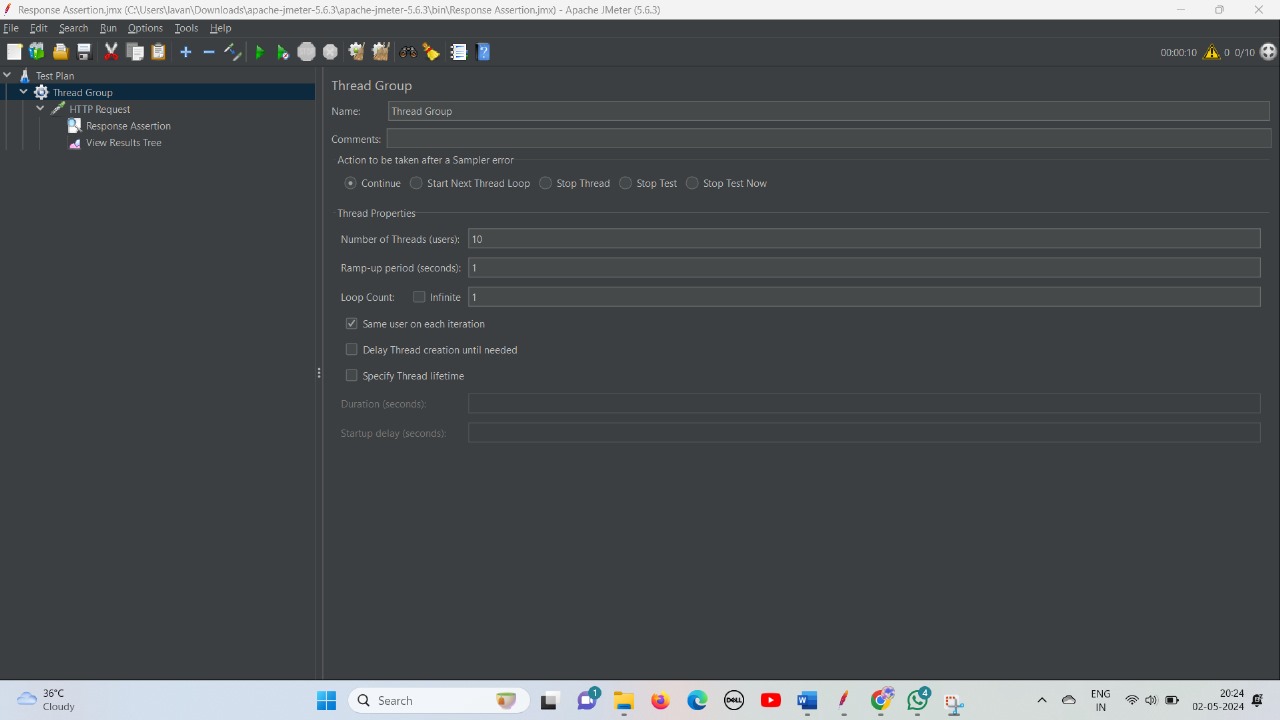 Response Assertion.jmx (C:\Users\lavan\Downloads\apache-jmeter-5.6.3\apache-jmeter-5.6.3\bin\Response Assertion.jmx) - Apache JMeter (5.6.3)
File Edit Search Run Options Tools Help
00:00:10 0 0/10
Test Plan
Thread Group
HTTP Request
Response Assertion
View Results Tree
Thread Group
Name: Thread Group
Comments:
Action to be taken after a Sampler error
Continue Start Next Thread Loop Stop Thread Stop Test Stop Test Now
Thread Properties
Number of Threads (users): 10
Ramp-up period (seconds): 1
Loop Count: Infinite 1
Same user on each iteration
Delay Thread creation until needed
Specify Thread lifetime
Duration (seconds):
Startup delay (seconds):
36°C
Cloudy
Search
1
DELL
4
ENG
IN
20:24
02-05-2024